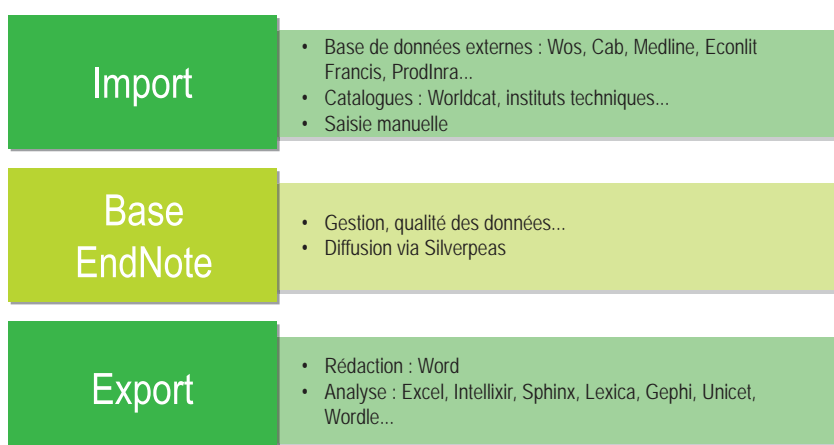 Import
• Base de données externes : Wos, Cab, Medline, Econlit
Francis, ProdInra...
• Catalogues : Worldcat, instituts techniques...
• Saisie manuelle
Base
EndNote
• Gestion, qualité des données...
• Diffusion via Silverpeas
Export
• Rédaction : Word
• Analyse : Excel, Intellixir, Sphinx, Lexica, Gephi, Unicet,
Wordle...